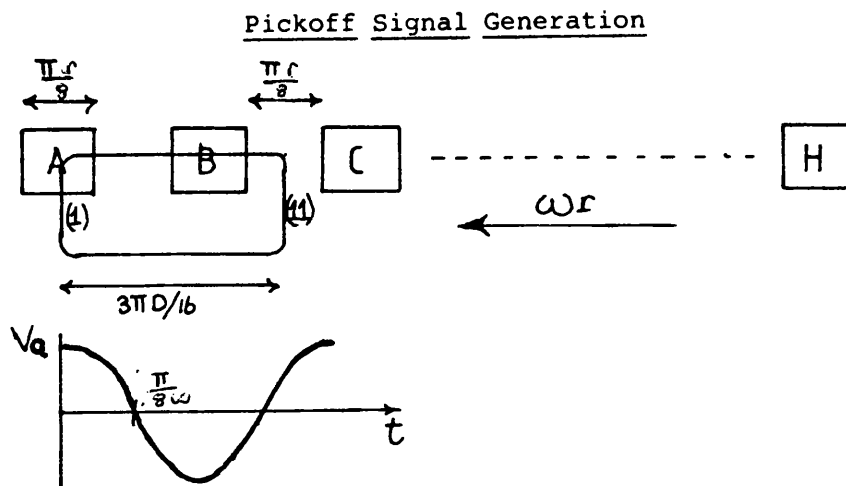 Pickoff Signal Generation
πr/8 πr/8
A B C H
(1) (11)
ωr
3πD/16
Va
π/8ω
t